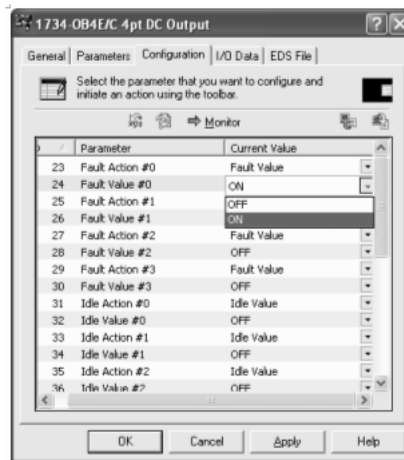 1734-OB4E/C 4pt DC Output
General Parameters Configuration I/O Data EDS File
Select the parameter that you want to configure and
initiate an action using the toolbar.
Monitor
Parameter Current Value
23 Fault Action #0 Fault Value
24 Fault Value #0 ON
25 Fault Action #1 OFF
26 Fault Value #1 ON
27 Fault Action #2 Fault Value
28 Fault Value #2 OFF
29 Fault Action #3 Fault Value
30 Fault Value #3 OFF
31 Idle Action #0 Idle Value
32 Idle Value #0 OFF
33 Idle Action #1 Idle Value
34 Idle Value #1 OFF
35 Idle Action #2 Idle Value
36 Idle Value #2 OFF
OK Cancel Apply Help